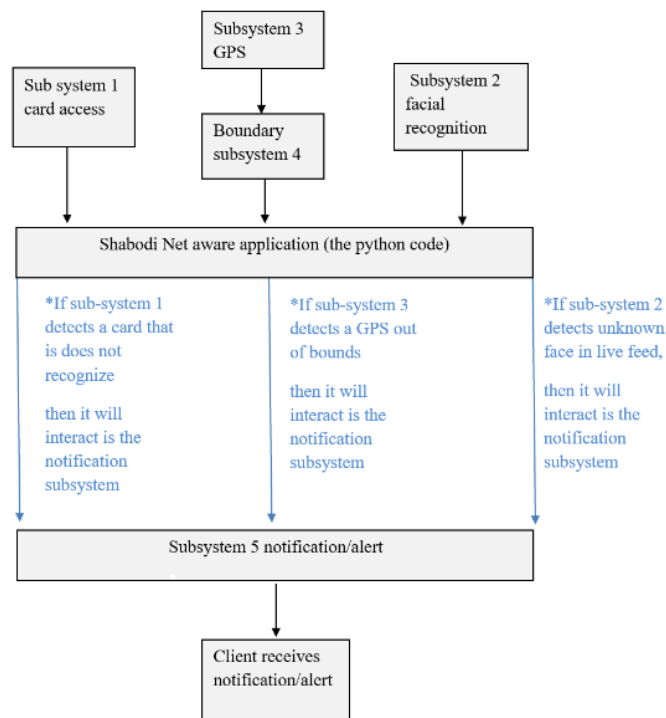 Subsystem 3
GPS
Sub system 1
card access
Subsystem 2
facial
recognition
Boundary
subsystem 4
Shabodi Net aware application (the python code)
*If sub-system 1
detects a card that
is does not
recognize
then it will
interact is the
notification
subsystem
*If sub-system 3
detects a GPS out
of bounds
then it will
interact is the
notification
subsystem
*If sub-system 2
detects unknown
face in live feed,
then it will
interact is the
notification
subsystem
Subsystem 5 notification/alert
Client receives
notification/alert